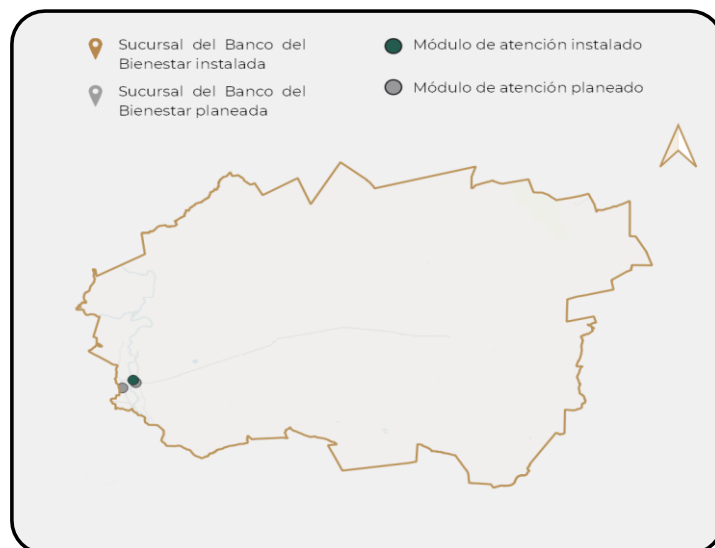 Sucursal del Banco del
Bienestar instalada
Sucursal del Banco del
Bienestar planeada
Módulo de atención instalado
Módulo de atención planeado